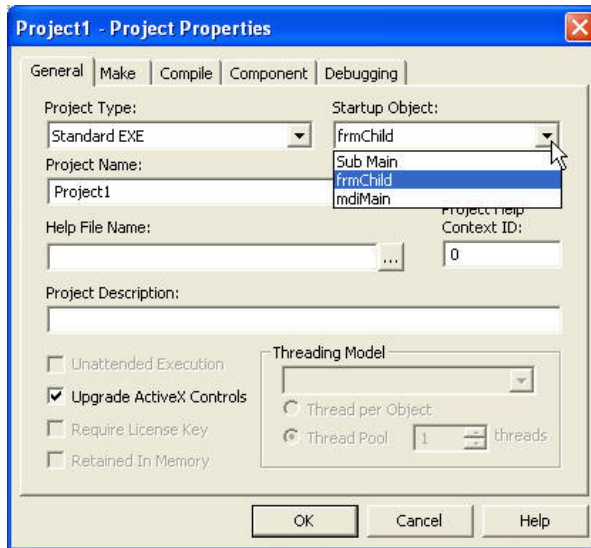 Project1 - Project Properties
General Make Compile Component Debugging
Project Type:
Startup Object:
Standard EXE
frmChild
Sub Main
frmChild
mdiMain
Project Name:
Project1
Help File Name:
Project Help
Context ID:
...
0
Project Description:
Unattended Execution
Upgrade ActiveX Controls
Require License Key
Retained In Memory
Threading Model
Thread per Object
Thread Pool 1 threads
OK Cancel Help